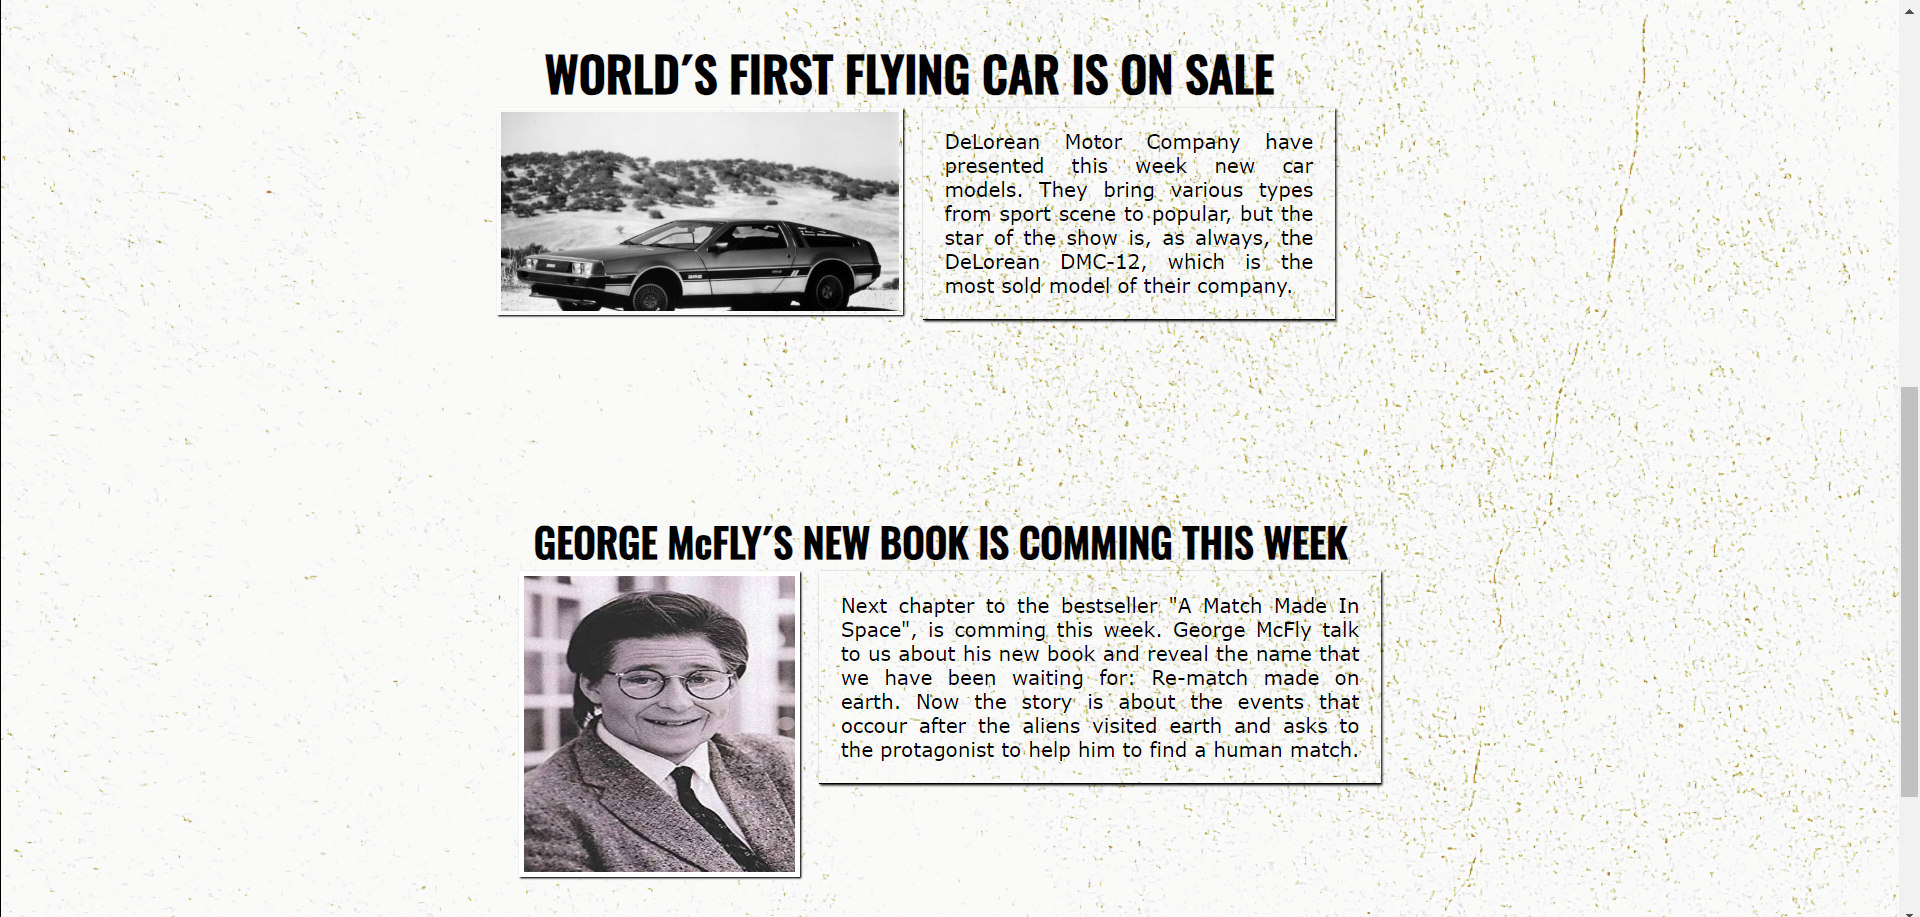 WORLD´S FIRST FLYING CAR IS ON SALE
DeLorean Motor Company have
presented this week new car
models. They bring various types
from sport scene to popular, but the
star of the show is, as always, the
DeLorean DMC-12, which is the
most sold model of their company.
GEORGE McFLY´S NEW BOOK IS COMMING THIS WEEK
Next chapter to the bestseller "A Match Made In
Space", is comming this week. George McFly talk
to us about his new book and reveal the name that
we have been waiting for: Re-match made on
earth. Now the story is about the events that
occour after the aliens visited earth and asks to
the protagonist to help him to find a human match.